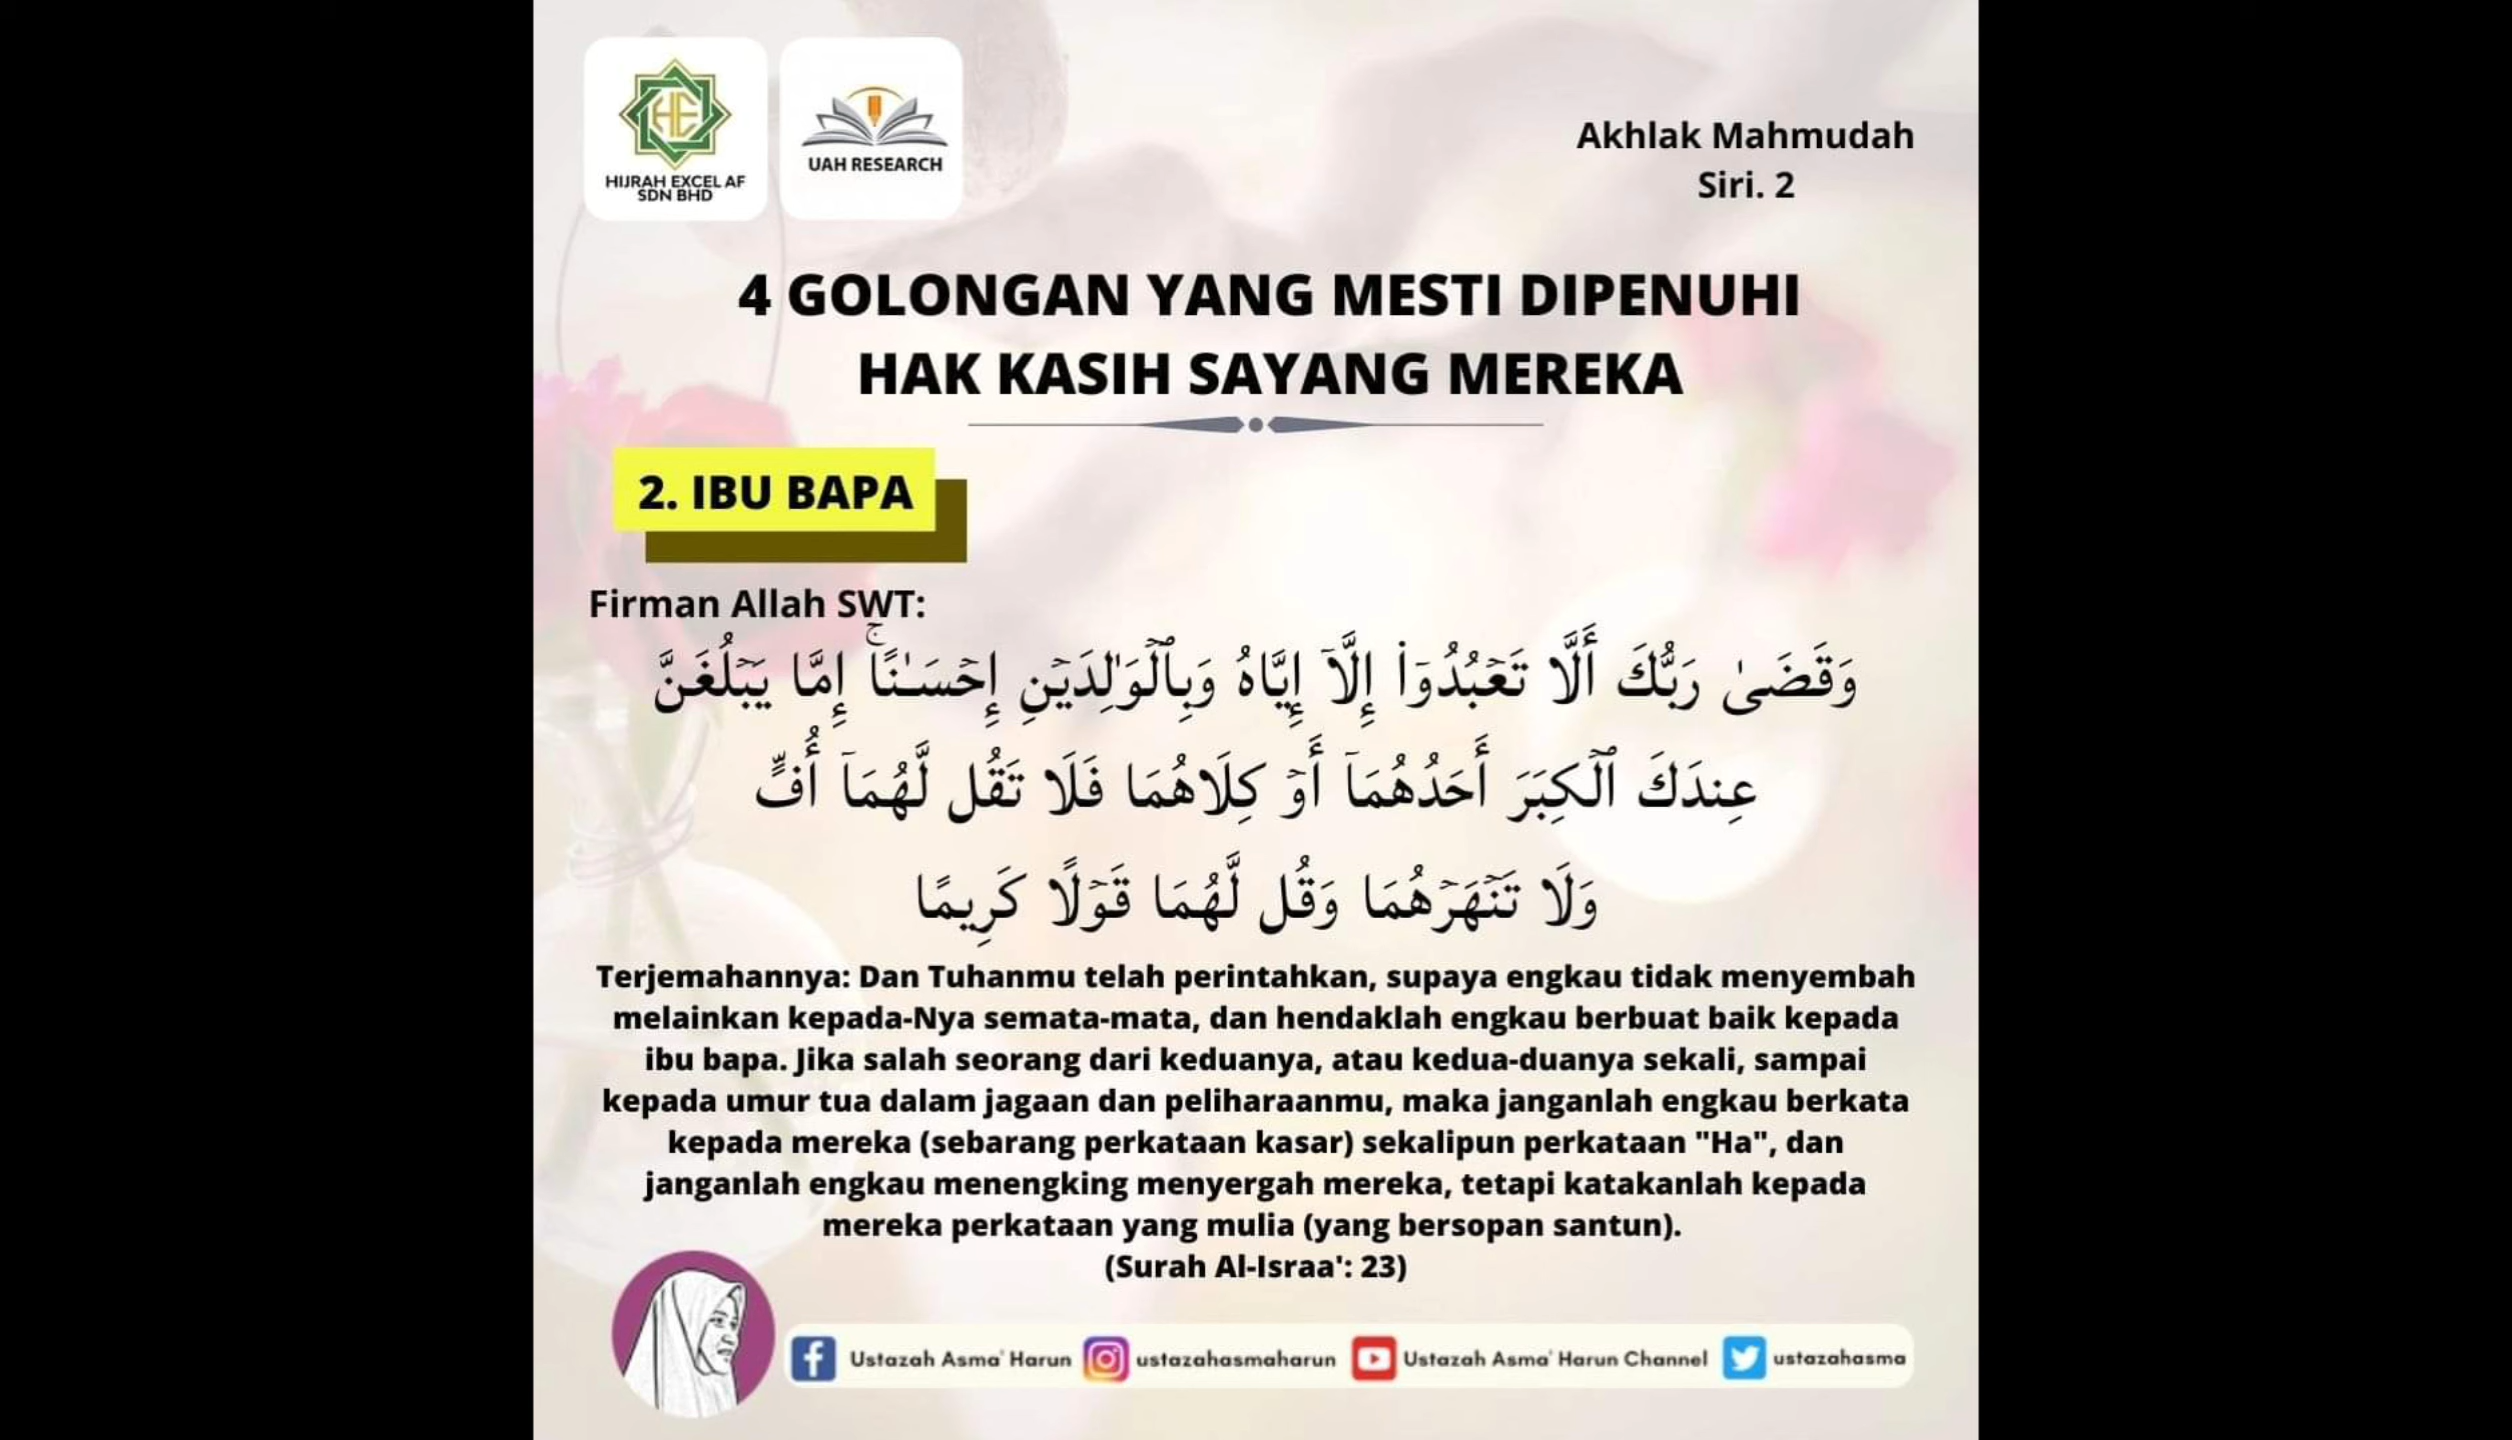 HIJRAH EXCEL AF
SDN BHD
UAH RESEARCH
Akhlak Mahmudah
Siri. 2
4 GOLONGAN YANG MESTI DIPENUHI
HAK KASIH SAYANG MEREKA
2. IBU BAPA
Firman Allah SWT:
وَقَضَىٰ رَبُّكَ أَلَّا تَعۡبُدُوٓاْ إِلَّآ إِيَّاهُ وَبِٱلۡوَٰلِدَيۡنِ إِحۡسَـٰنًاۚ إِمَّا يَبۡلُغَنَّ
عِندَكَ ٱلۡكِبَرَ أَحَدُهُمَآ أَوۡ كِلَاهُمَا فَلَا تَقُل لَّهُمَآ أُفٍّ
وَلَا تَنۡهَرۡهُمَا وَقُل لَّهُمَا قَوۡلًا كَرِيمًا
Terjemahannya: Dan Tuhanmu telah perintahkan, supaya engkau tidak menyembah
melainkan kepada-Nya semata-mata, dan hendaklah engkau berbuat baik kepada
ibu bapa. Jika salah seorang dari keduanya, atau kedua-duanya sekali, sampai
kepada umur tua dalam jagaan dan peliharaanmu, maka janganlah engkau berkata
kepada mereka (sebarang perkataan kasar) sekalipun perkataan "Ha", dan
janganlah engkau menengking menyergah mereka, tetapi katakanlah kepada
mereka perkataan yang mulia (yang bersopan santun).
(Surah Al-Israa': 23)
Ustazah Asma' Harun ustazahasmaharun Ustazah Asma' Harun Channel ustazahasma